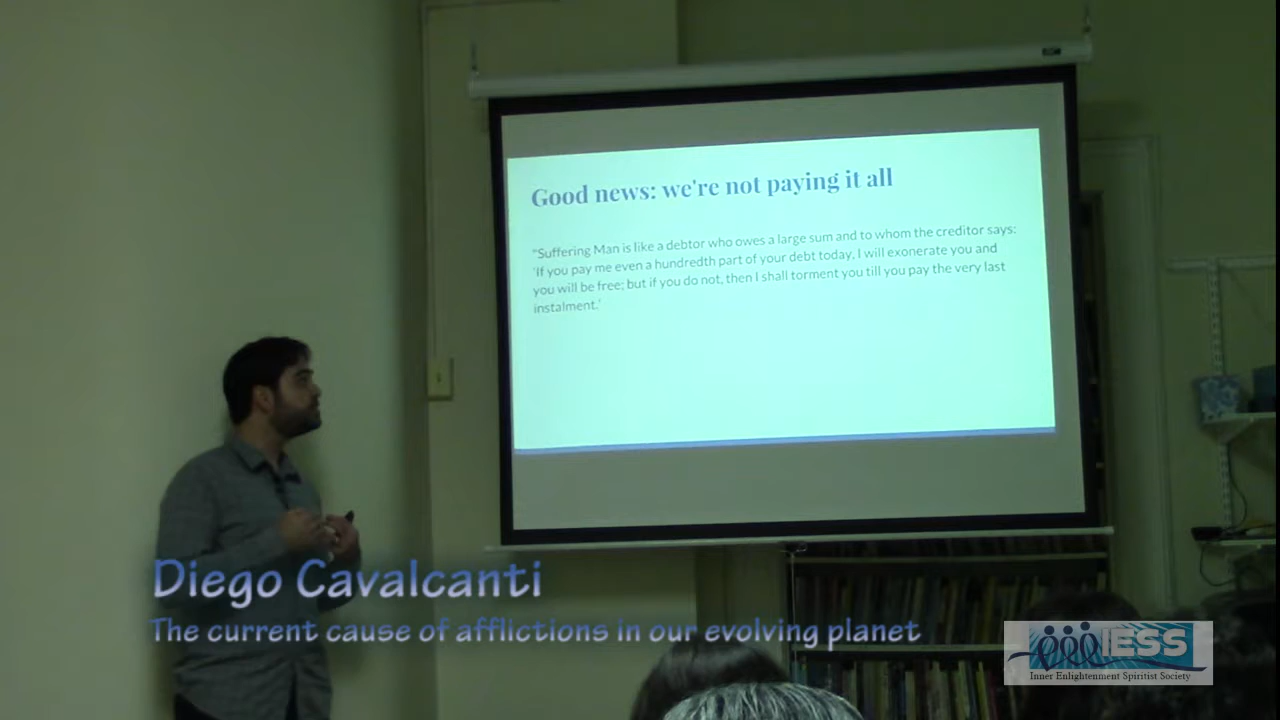 Good news: we're not paying it all
"Suffering Man is like a debtor who owes a large sum and to whom the creditor says:
'If you pay me even a hundredth part of your debt today, I will exonerate you and
you will be free; but if you do not, then I shall torment you till you pay the very last
instalment.'
Diego Cavalcanti
The current cause of afflictions in our evolving planet
IESS
Inner Enlightenment Spiritist Society